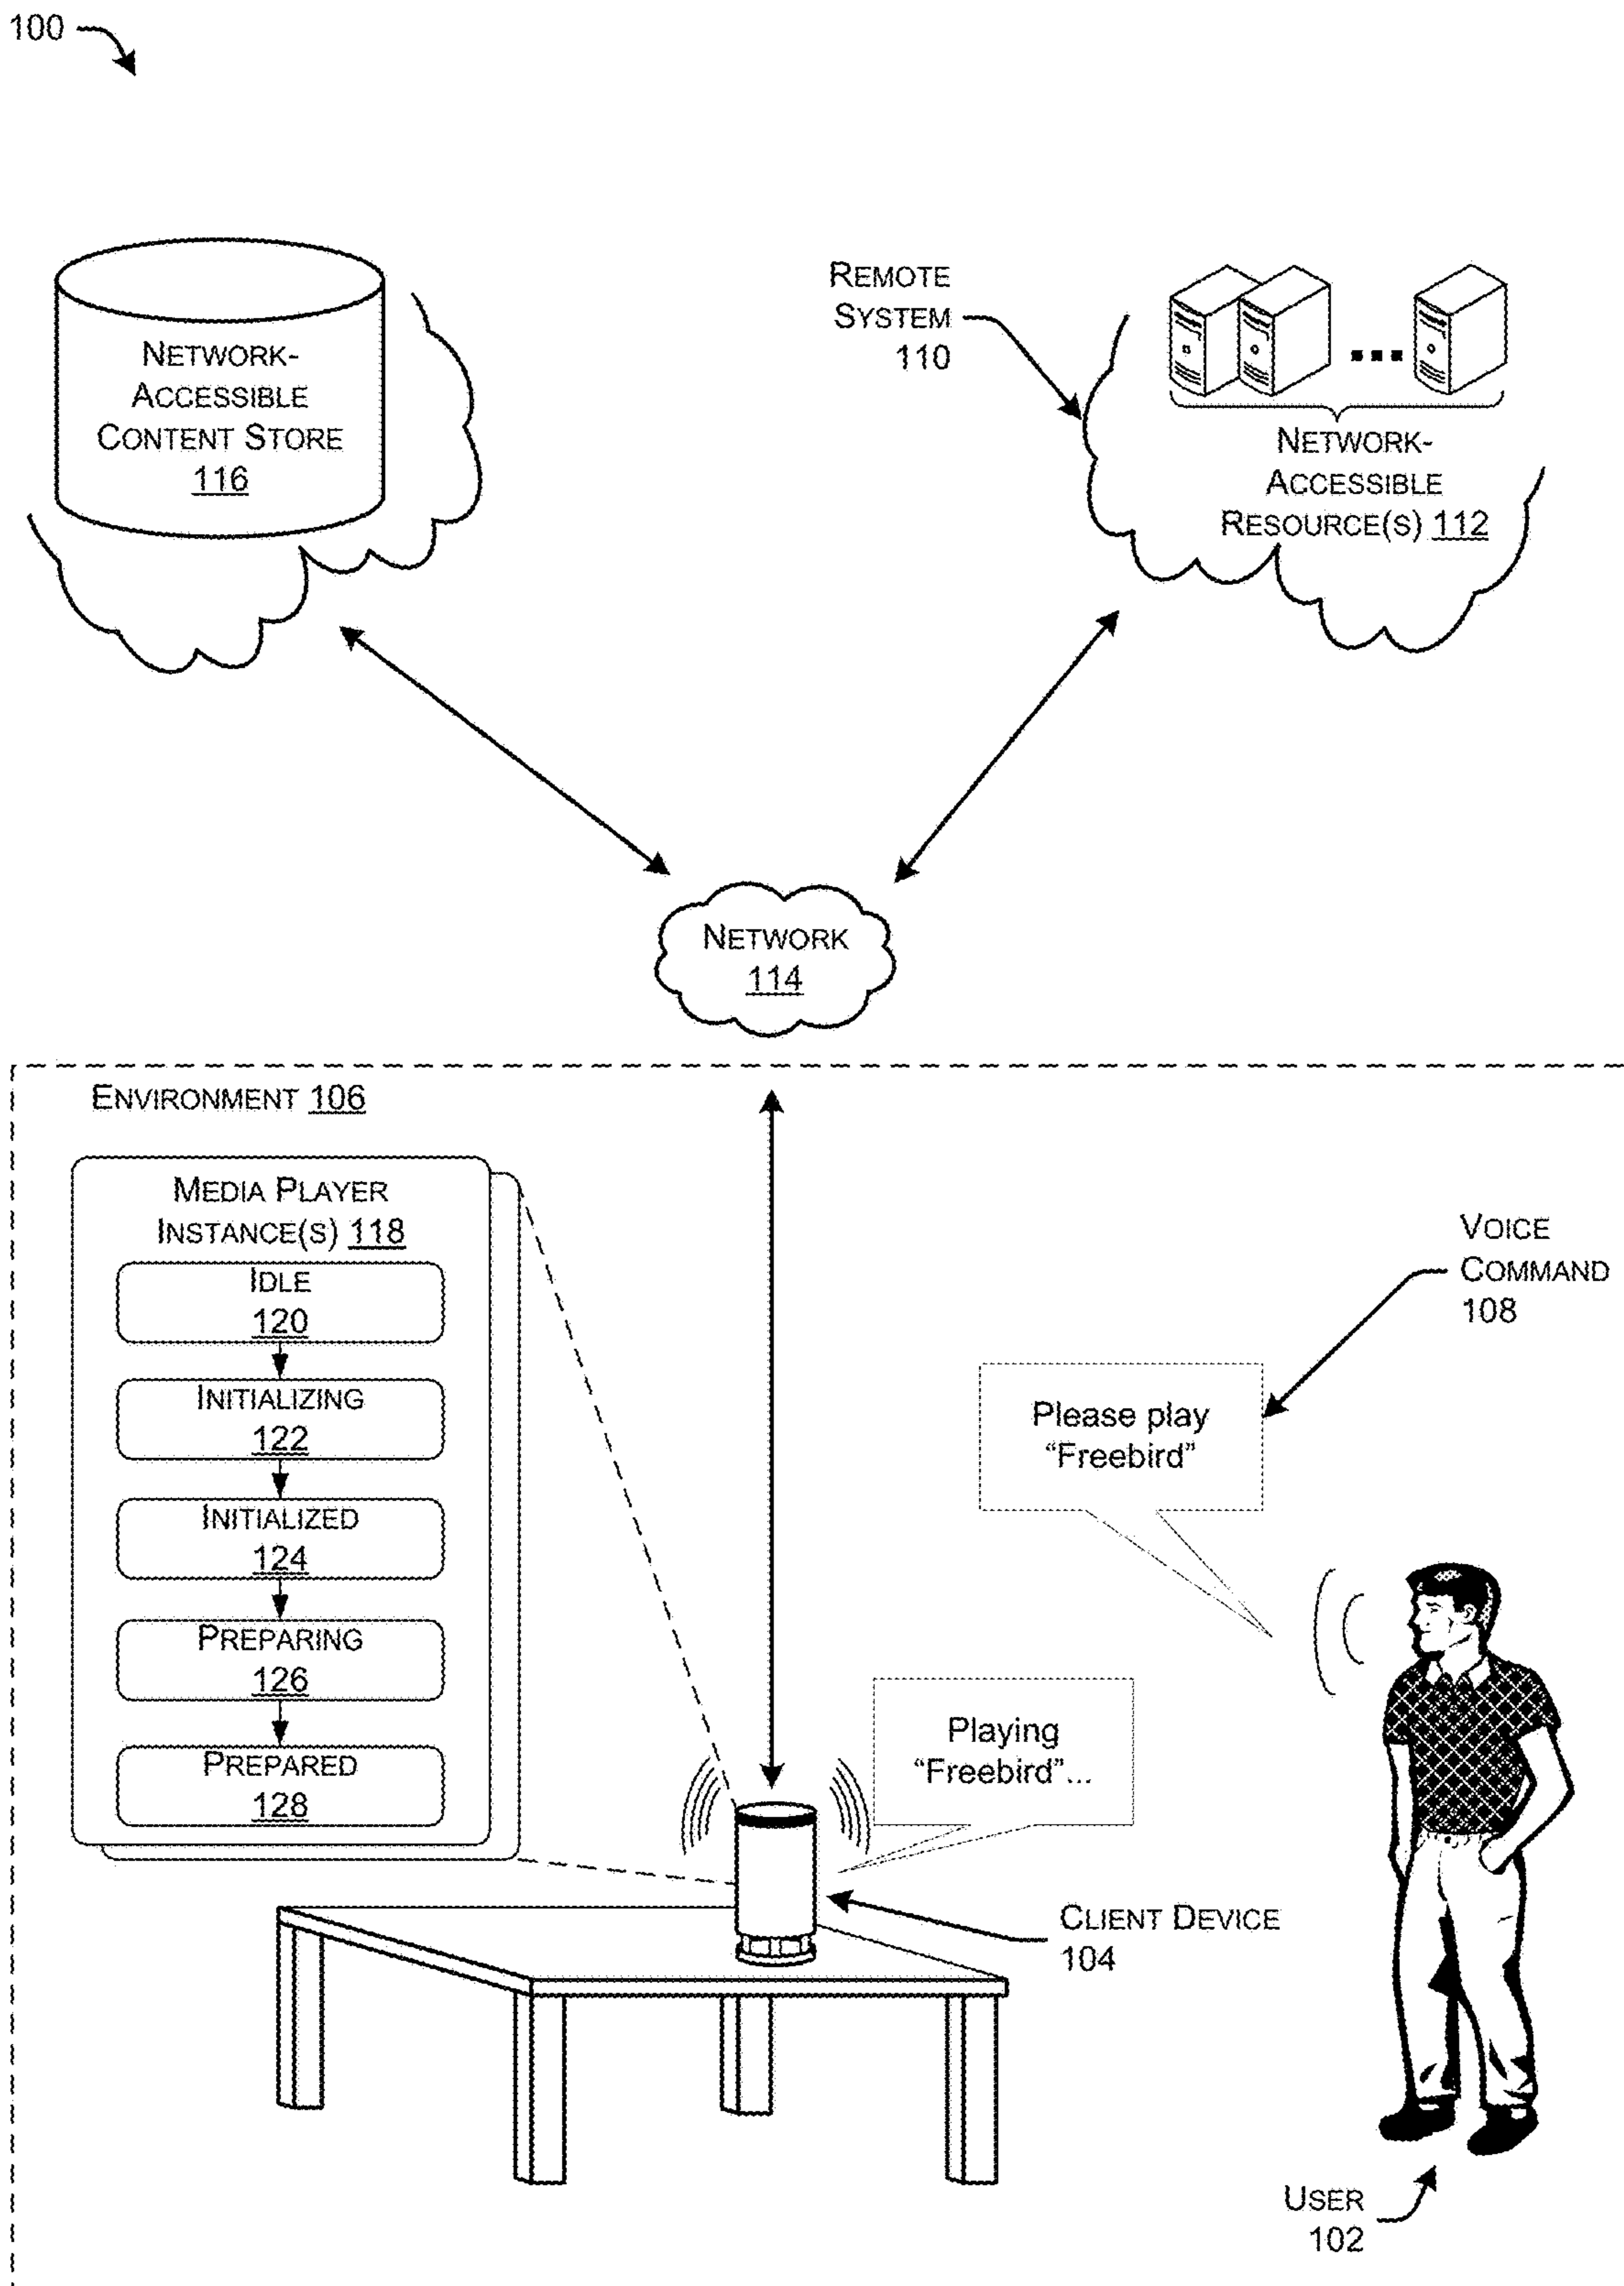 100
NETWORK-
ACCESSIBLE
CONTENT STORE
116
REMOTE
SYSTEM
110
NETWORK-
ACCESSIBLE
RESOURCE(S) 112
NETWORK
114
ENVIRONMENT 106
MEDIA PLAYER
INSTANCE(S) 118
IDLE
120
INITIALIZING
122
INITIALIZED
124
PREPARING
126
PREPARED
128
VOICE
COMMAND
108
Please play
“Freebird”
Playing
“Freebird”...
CLIENT DEVICE
104
USER
102